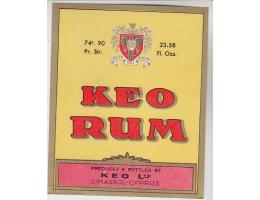 74°. 90
Pr. Str.
23.58
Fl. Ozs.
KEO
RUM
PRODUCED & BOTTLED BY
KEO LTD
LIMASSOL-CYPRUS